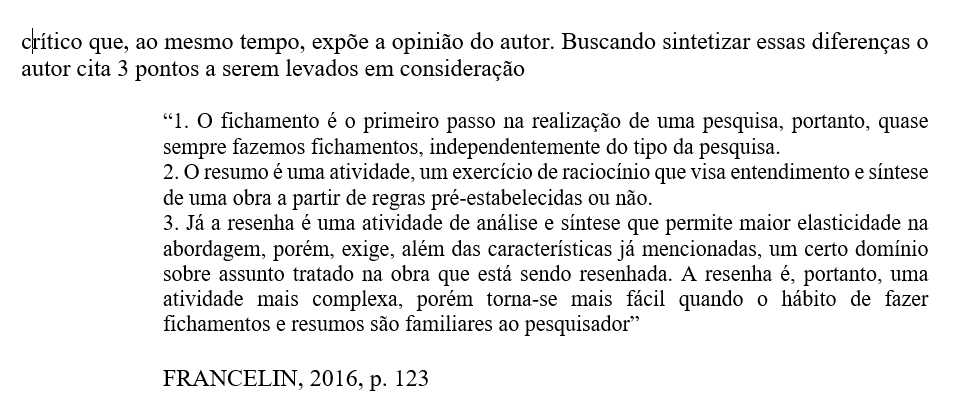 crítico que, ao mesmo tempo, expõe a opinião do autor. Buscando sintetizar essas diferenças o
autor cita 3 pontos a serem levados em consideração
“1. O fichamento é o primeiro passo na realização de uma pesquisa, portanto, quase
sempre fazemos fichamentos, independentemente do tipo da pesquisa.
2. O resumo é uma atividade, um exercício de raciocínio que visa entendimento e síntese
de uma obra a partir de regras pré-estabelecidas ou não.
3. Já a resenha é uma atividade de análise e síntese que permite maior elasticidade na
abordagem, porém, exige, além das características já mencionadas, um certo domínio
sobre assunto tratado na obra que está sendo resenhada. A resenha é, portanto, uma
atividade mais complexa, porém torna-se mais fácil quando o hábito de fazer
fichamentos e resumos são familiares ao pesquisador”
FRANCELIN, 2016, p. 123